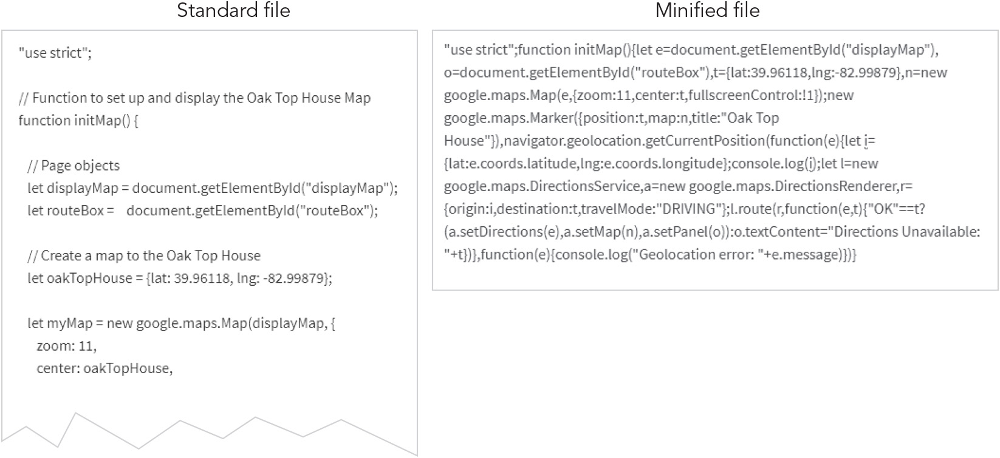 Standard file
"use strict";
// Function to set up and display the Oak Top House Map
function initMap() {
// Page objects
let displayMap = document.getElementById("displayMap");
let routeBox =   document.getElementById("routeBox");
// Create a map to the Oak Top House
let oakTopHouse = {lat: 39.96118, lng: -82.99879};
let myMap = new google.maps.Map(displayMap, {
zoom: 11,
center: oakTopHouse,
Minified file
"use strict";function initMap(){let e=document.getElementById("displayMap"),
o=document.getElementById("routeBox"),t={lat:39.96118,lng:-82.99879},n=new
google.maps.Map(e,{zoom:11,center:t,fullscreenControl:!1});new
google.maps.Marker({position:t,map:n,title:"Oak Top
House"}),navigator.geolocation.getCurrentPosition(function(e){let i=
{lat:e.coords.latitude,lng:e.coords.longitude};console.log(i);let l=new
google.maps.DirectionsService,a=new google.maps.DirectionsRenderer,r=
{origin:i,destination:t,travelMode:"DRIVING"};l.route(r,function(e,t){"OK"==t?
(a.setDirections(e),a.setMap(n),a.setPanel(o)):o.textContent="Directions Unavailable:
"+t})},function(e){console.log("Geolocation error: "+e.message)})}